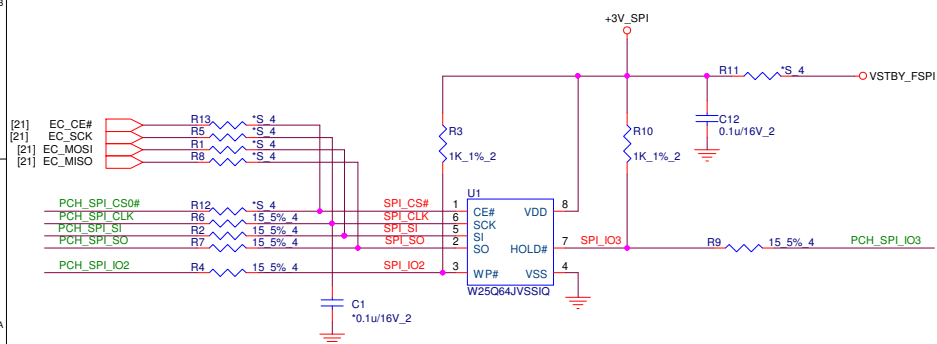 B
+3V_SPI
R11 *S_4 VSTBY_FSPI
[21] EC_CE# R13 *S_4
[21] EC_SCK R5 *S_4
[21] EC_MOSI R1 *S_4
[21] EC_MISO R8 *S_4
R3
1K_1%_2
R10
1K_1%_2
C12
0.1u/16V_2
U1
PCH_SPI_CS0# R12 *S_4 SPI_CS# 1 CE# VDD 8
PCH_SPI_CLK R6 15_5%_4 SPI_CLK 6 SCK
PCH_SPI_SI R2 15_5%_4 SPI_SI 5 SI
PCH_SPI_SO R7 15_5%_4 SPI_SO 2 SO HOLD# 7 SPI_IO3 R9 15_5%_4 PCH_SPI_IO3
PCH_SPI_IO2 R4 15_5%_4 SPI_IO2 3 WP# VSS 4
W25Q64JVSSIQ
C1
*0.1u/16V_2
A